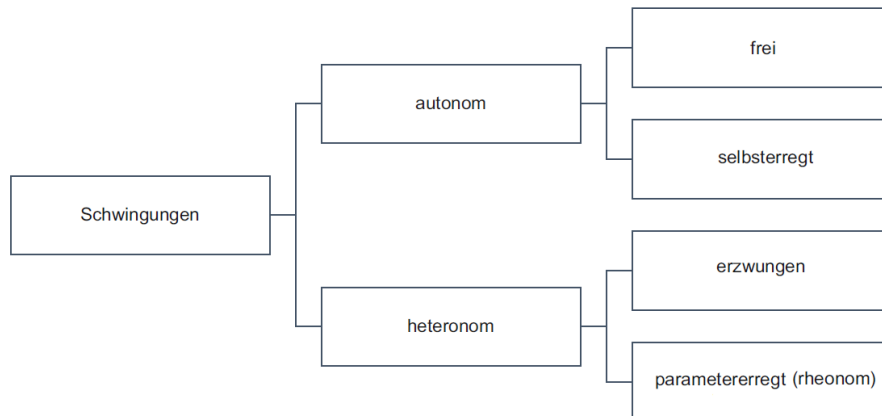 Schwingungen
autonom
frei
selbsterregt
heteronom
erzwungen
parametererregt (rheonom)